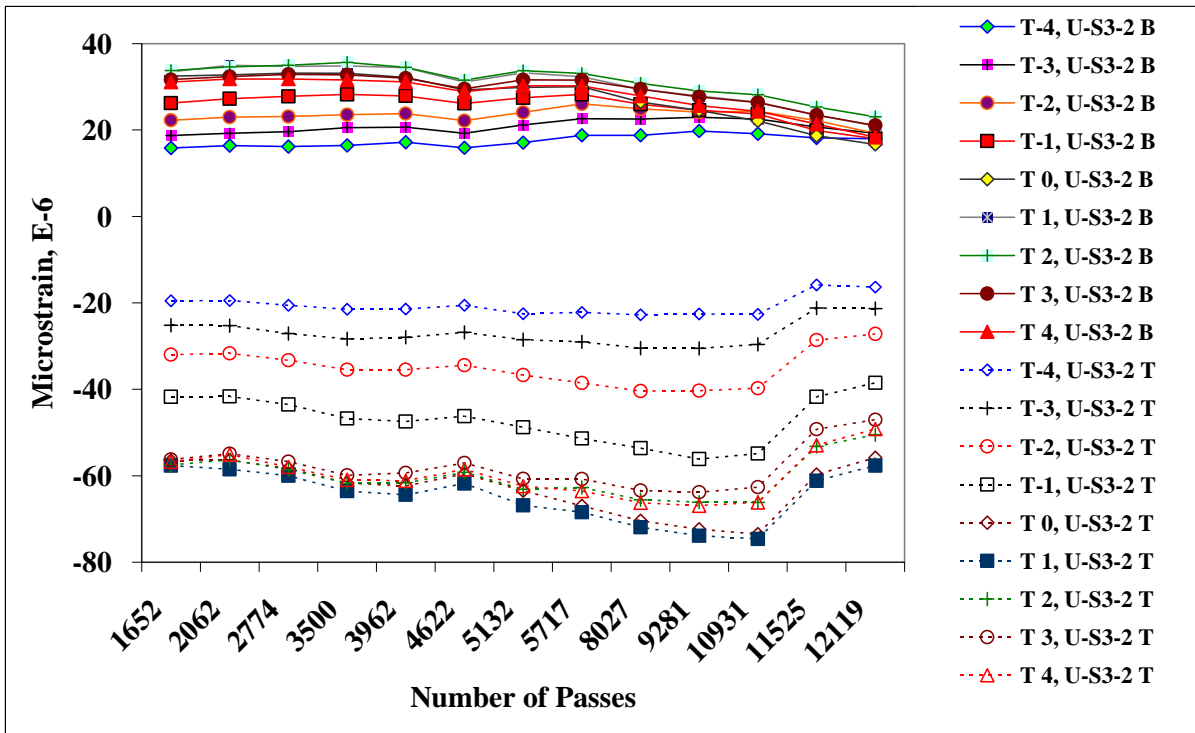 40
20
0
-20
-40
-60
-80
Microstrain, E-6
1652
2062
2774
3500
3962
4622
5132
5717
8027
9281
10931
11525
12119
Number of Passes
T-4, U-S3-2 B
T-3, U-S3-2 B
T-2, U-S3-2 B
T-1, U-S3-2 B
T 0, U-S3-2 B
T 1, U-S3-2 B
T 2, U-S3-2 B
T 3, U-S3-2 B
T 4, U-S3-2 B
T-4, U-S3-2 T
T-3, U-S3-2 T
T-2, U-S3-2 T
T-1, U-S3-2 T
T 0, U-S3-2 T
T 1, U-S3-2 T
T 2, U-S3-2 T
T 3, U-S3-2 T
T 4, U-S3-2 T